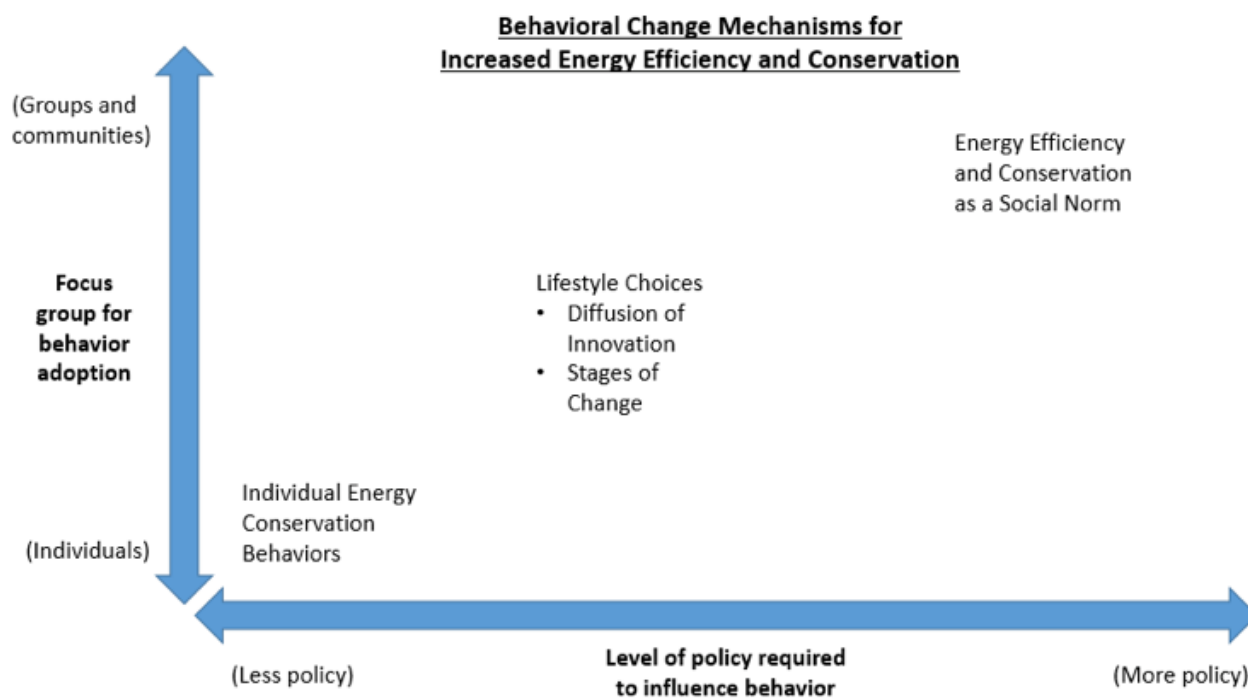 Behavioral Change Mechanisms for
Increased Energy Efficiency and Conservation
(Groups and
communities)
Energy Efficiency
and Conservation
as a Social Norm
Focus
group for
behavior
adoption
Lifestyle Choices
• Diffusion of
Innovation
• Stages of
Change
Individual Energy
Conservation
Behaviors
(Individuals)
(Less policy)
Level of policy required
to influence behavior
(More policy)